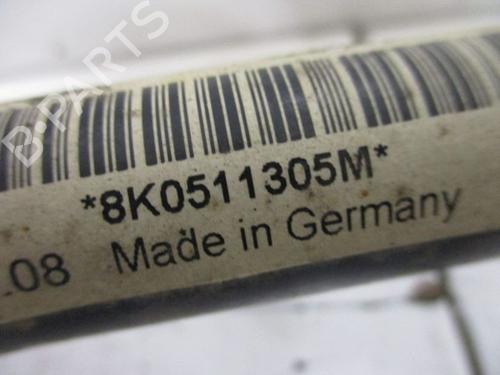 B-PARTS
*8K0511305M*
.08 Made in Germany